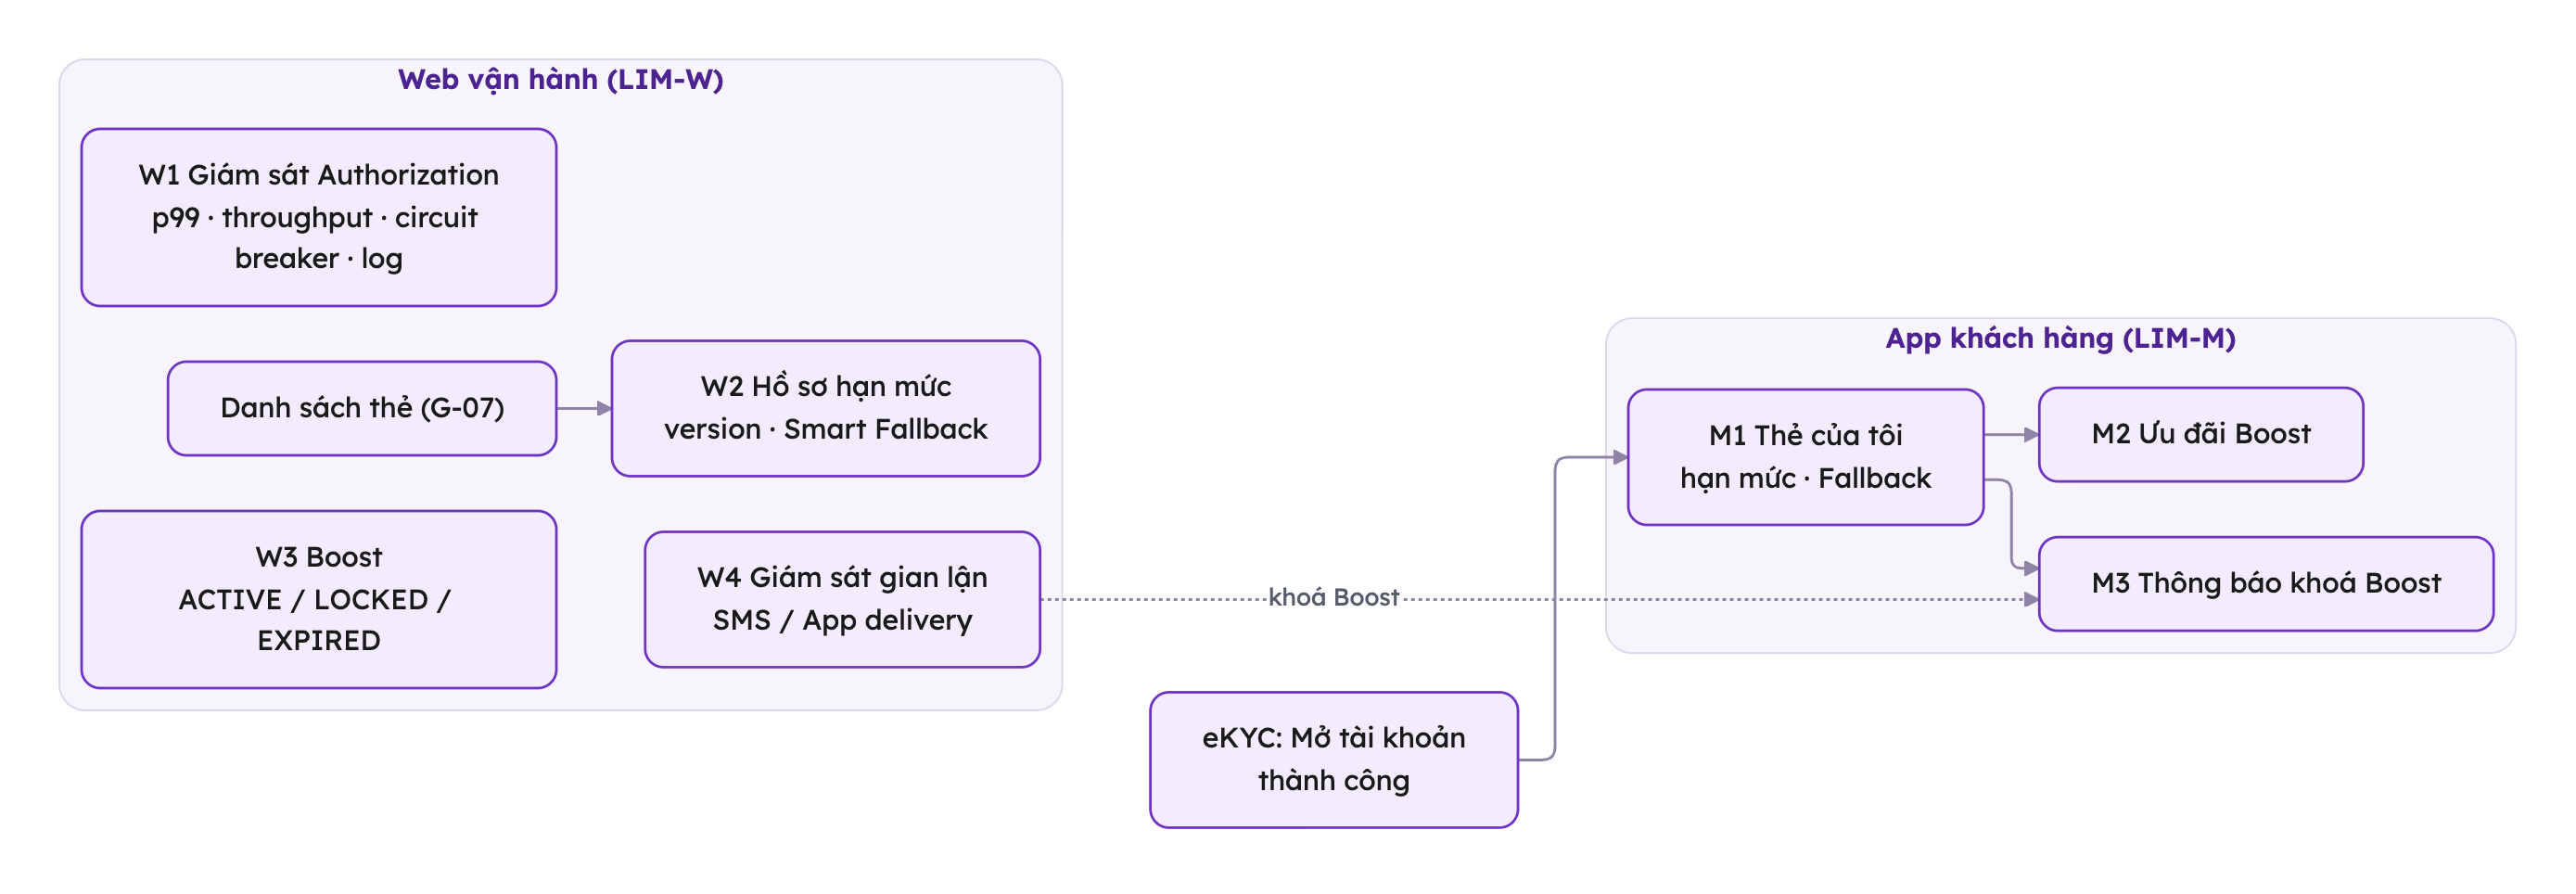 Web vận hành (LIM-W)
W1 Giám sát Authorization
p99 · throughput · circuit
breaker · log
Danh sách thẻ (G-07)
W2 Hồ sơ hạn mức
version · Smart Fallback
W3 Boost
ACTIVE / LOCKED /
EXPIRED
W4 Giám sát gian lận
SMS / App delivery
khoá Boost
eKYC: Mở tài khoản
thành công
App khách hàng (LIM-M)
M1 Thẻ của tôi
hạn mức · Fallback
M2 Ưu đãi Boost
M3 Thông báo khoá Boost